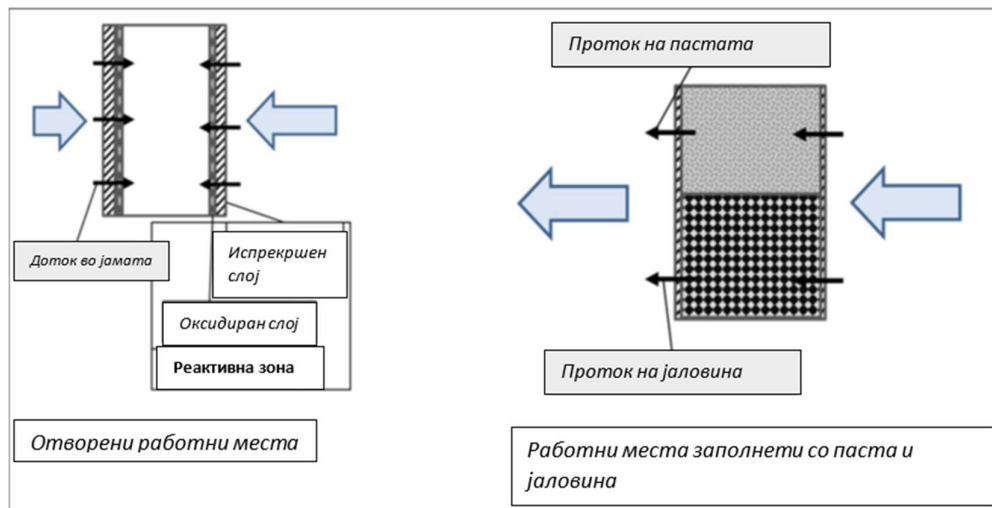 Проток на пастата
Доток во јамата
Испрекршен
слој
Оксидиран слој
Реактивна зона
Проток на јаловина
Отворени работни места
Работни места заполнети со паста и
јаловина